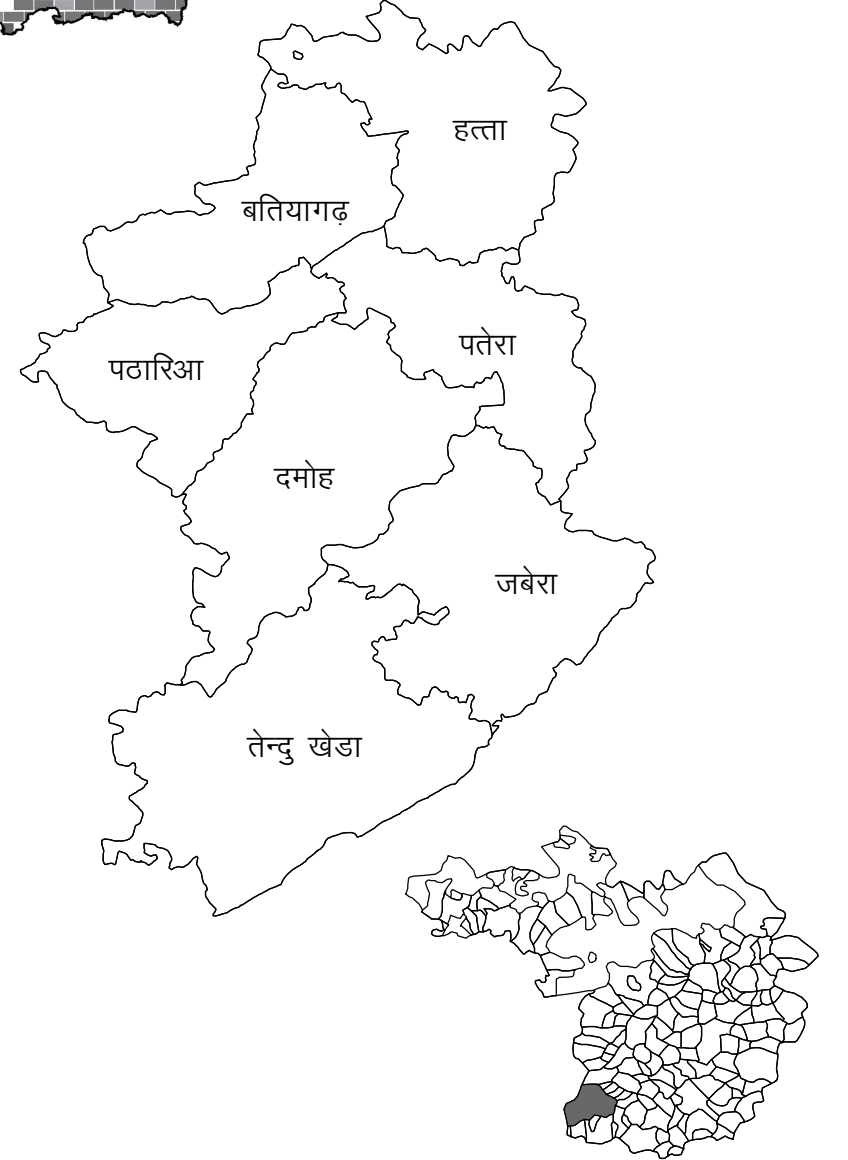 हत्ता
बतियागढ़
पतेरा
पठारिआ
दमोह
जबेरा
तेन्दु खेडा